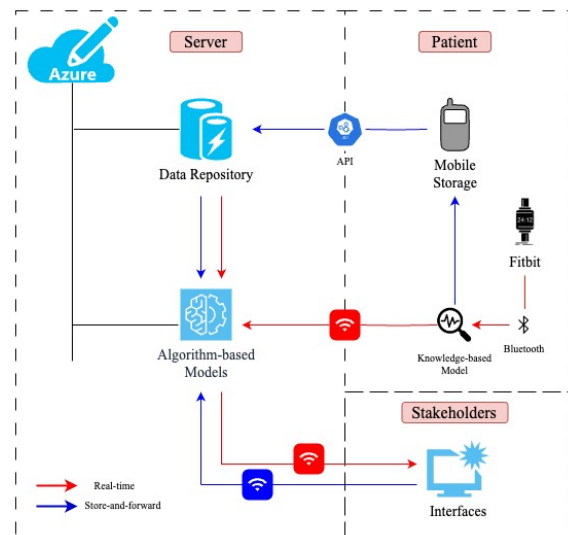 Azure
Server
Patient
Data Repository
API
Mobile
Storage
24:12
Fitbit
Bluetooth
Knowledge-based
Model
Algorithm-based
Models
Stakeholders
Real-time
Store-and-forward
Interfaces